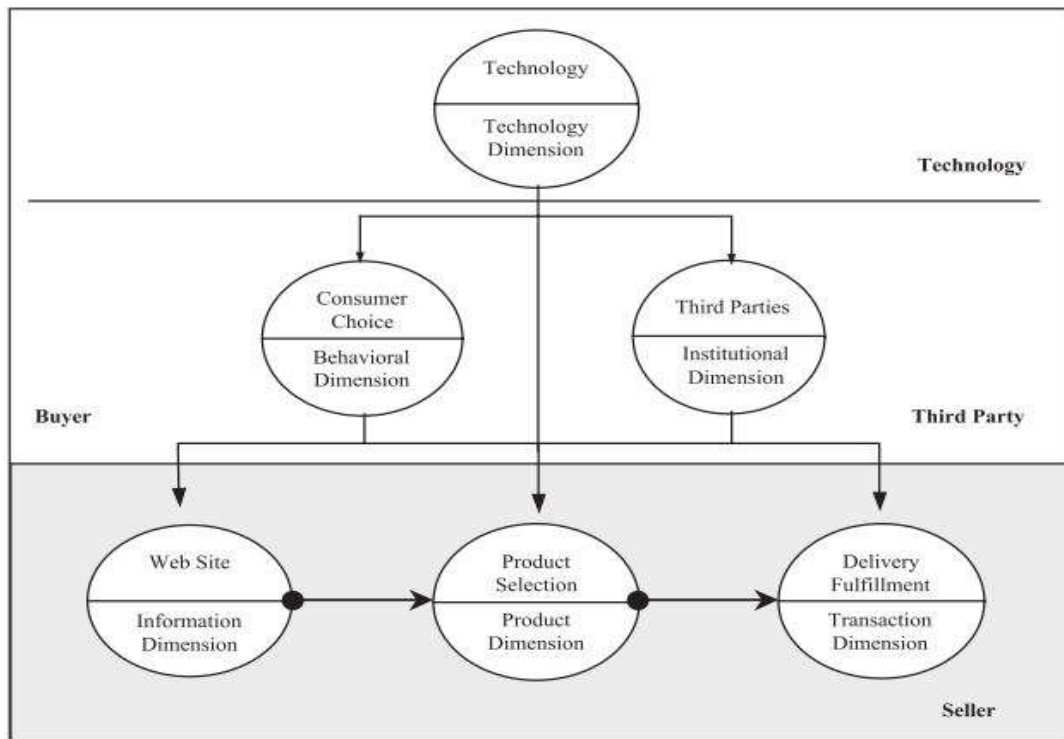 Technology
Technology
Dimension
Technology
Consumer
Choice
Behavioral
Dimension
Third Parties
Institutional
Dimension
Buyer
Third Party
Web Site
Information
Dimension
Product
Selection
Product
Dimension
Delivery
Fulfillment
Transaction
Dimension
Seller